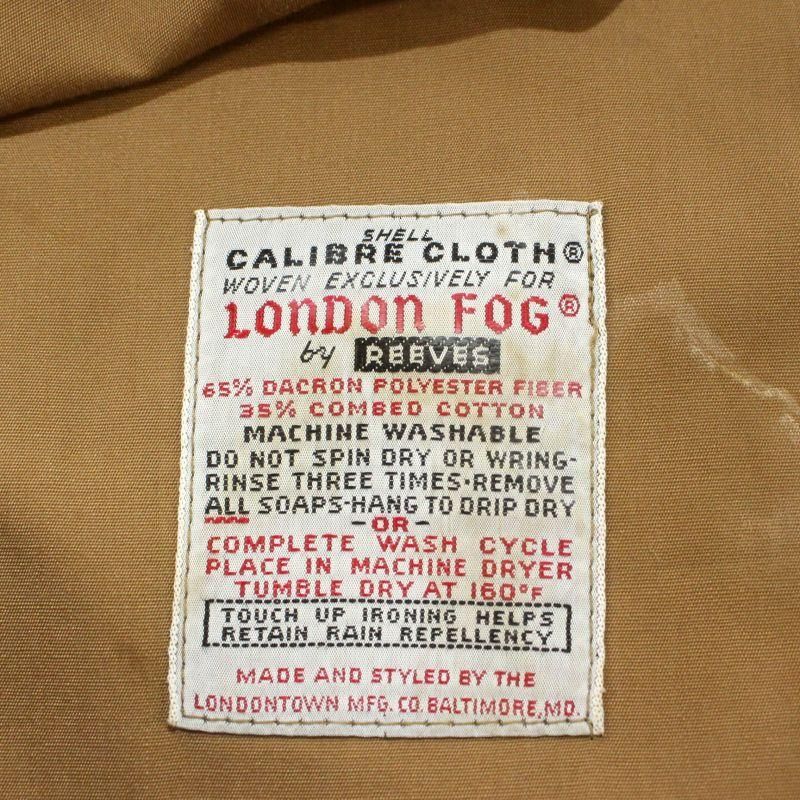 SHELL
CALIBRE CLOTH®
WOVEN EXCLUSIVELY FOR
LONDON FOG®
by REEVES
65% DACRON POLYESTER FIBER
35% COMBED COTTON
MACHINE WASHABLE
DO NOT SPIN DRY OR WRING-
RINSE THREE TIMES•REMOVE
ALL SOAPS-HANG TO DRIP DRY
-OR-
COMPLETE WASH CYCLE
PLACE IN MACHINE DRYER
TUMBLE DRY AT 160°F
TOUCH UP IRONING HELPS
RETAIN RAIN REPELLENCY
MADE AND STYLED BY THE
LONDONTOWN MFG. CO. BALTIMORE, MD.